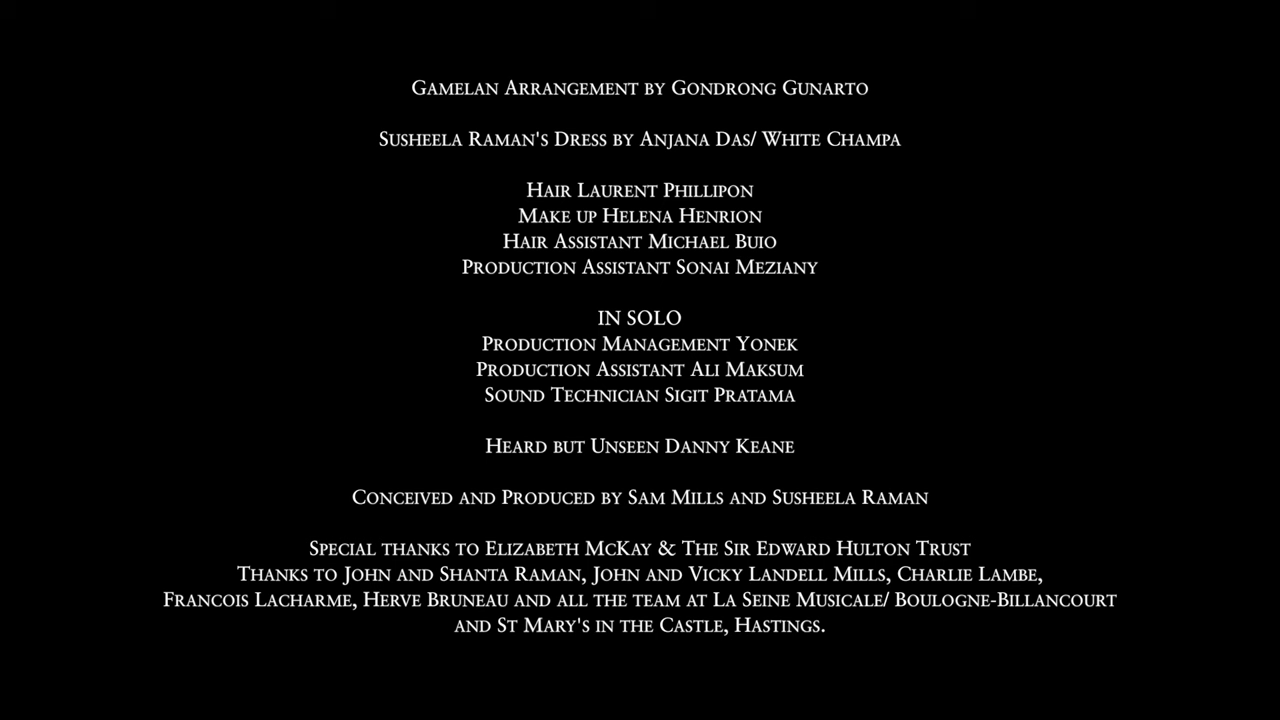 Gamelan Arrangement by Gondrong Gunarto
Susheela Raman's Dress by Anjana Das/ White Champa
Hair Laurent Phillipon
Make up Helena Henrion
Hair Assistant Michael Buio
Production Assistant Sonai Meziany
IN SOLO
Production Management Yonek
Production Assistant Ali Maksum
Sound Technician Sigit Pratama
Heard but Unseen Danny Keane
Conceived and Produced by Sam Mills and Susheela Raman
Special thanks to Elizabeth McKay & The Sir Edward Hulton Trust
Thanks to John and Shanta Raman, John and Vicky Landell Mills, Charlie Lambe,
Francois Lacharme, Herve Bruneau and all the team at La Seine Musicale/ Boulogne-Billancourt
and St Mary's in the Castle, Hastings.